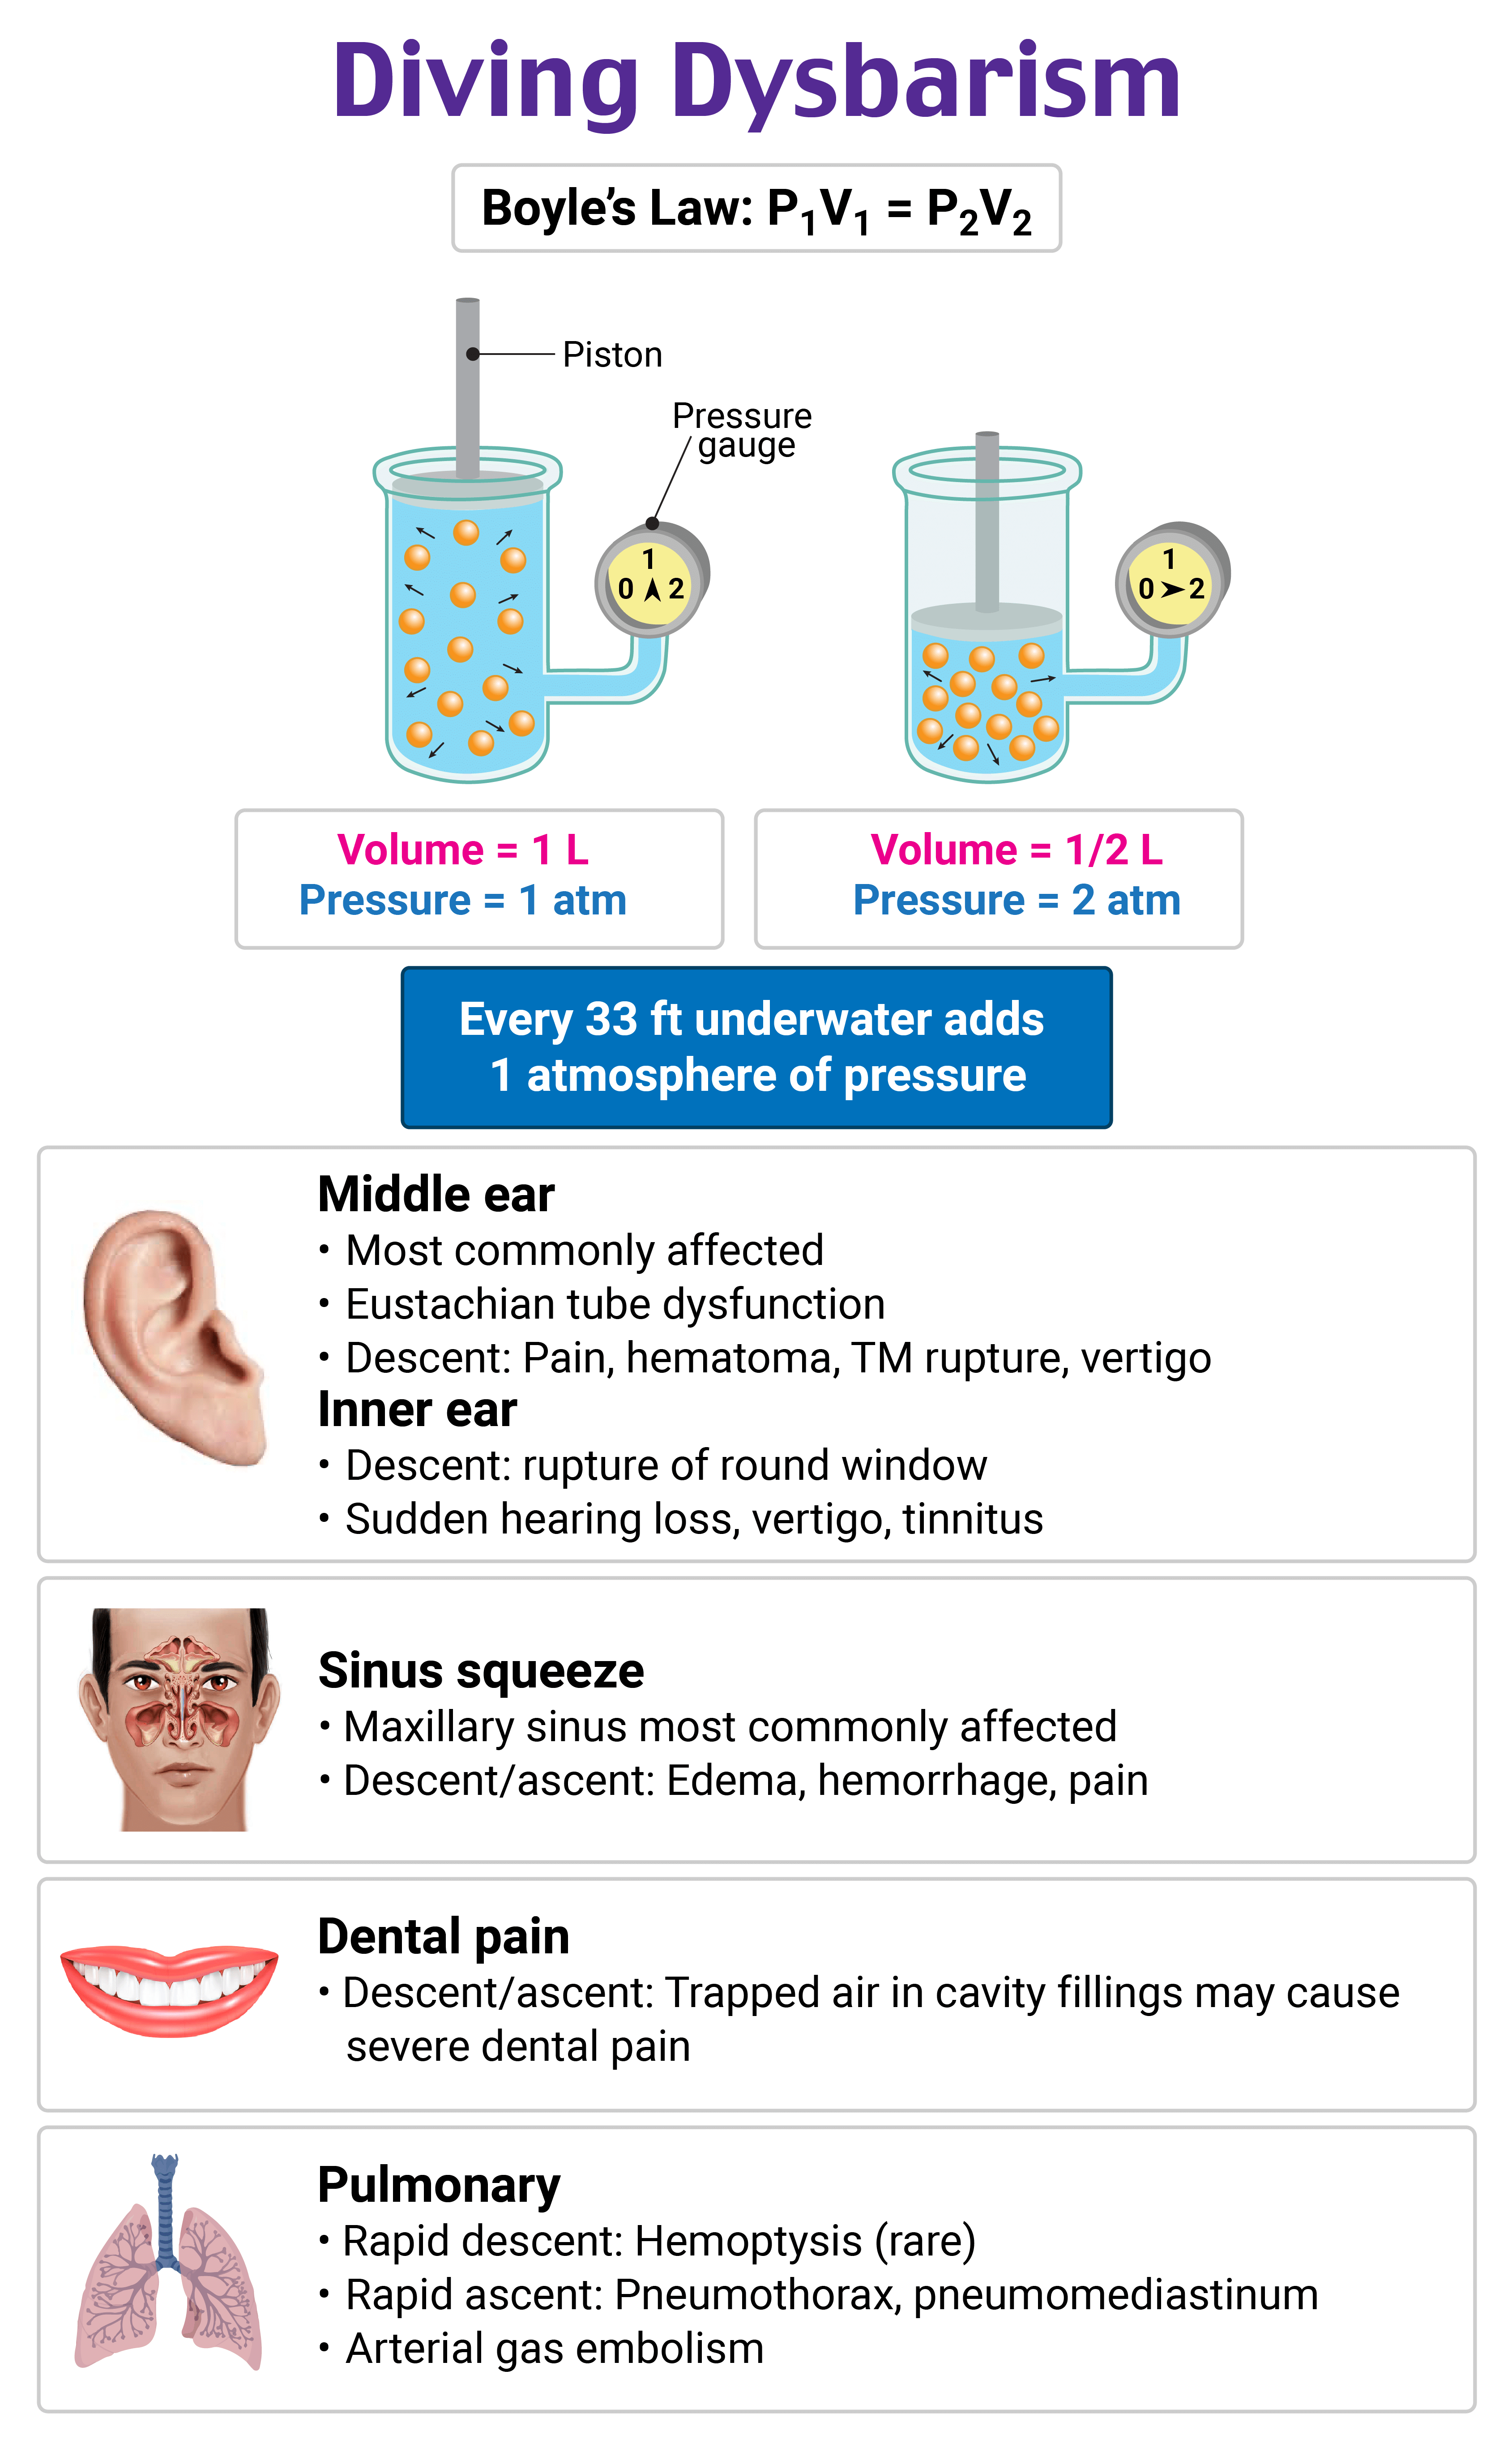 Diving Dysbarism
Boyle’s Law: P₁V₁ = P₂V₂
Piston
Pressure
gauge
1
0 2
1
0 2
Volume = 1 L
Pressure = 1 atm
Volume = 1/2 L
Pressure = 2 atm
Every 33 ft underwater adds
1 atmosphere of pressure
Middle ear
• Most commonly affected
• Eustachian tube dysfunction
• Descent: Pain, hematoma, TM rupture, vertigo
Inner ear
• Descent: rupture of round window
• Sudden hearing loss, vertigo, tinnitus
Sinus squeeze
• Maxillary sinus most commonly affected
• Descent/ascent: Edema, hemorrhage, pain
Dental pain
• Descent/ascent: Trapped air in cavity fillings may cause
severe dental pain
Pulmonary
• Rapid descent: Hemoptysis (rare)
• Rapid ascent: Pneumothorax, pneumomediastinum
• Arterial gas embolism